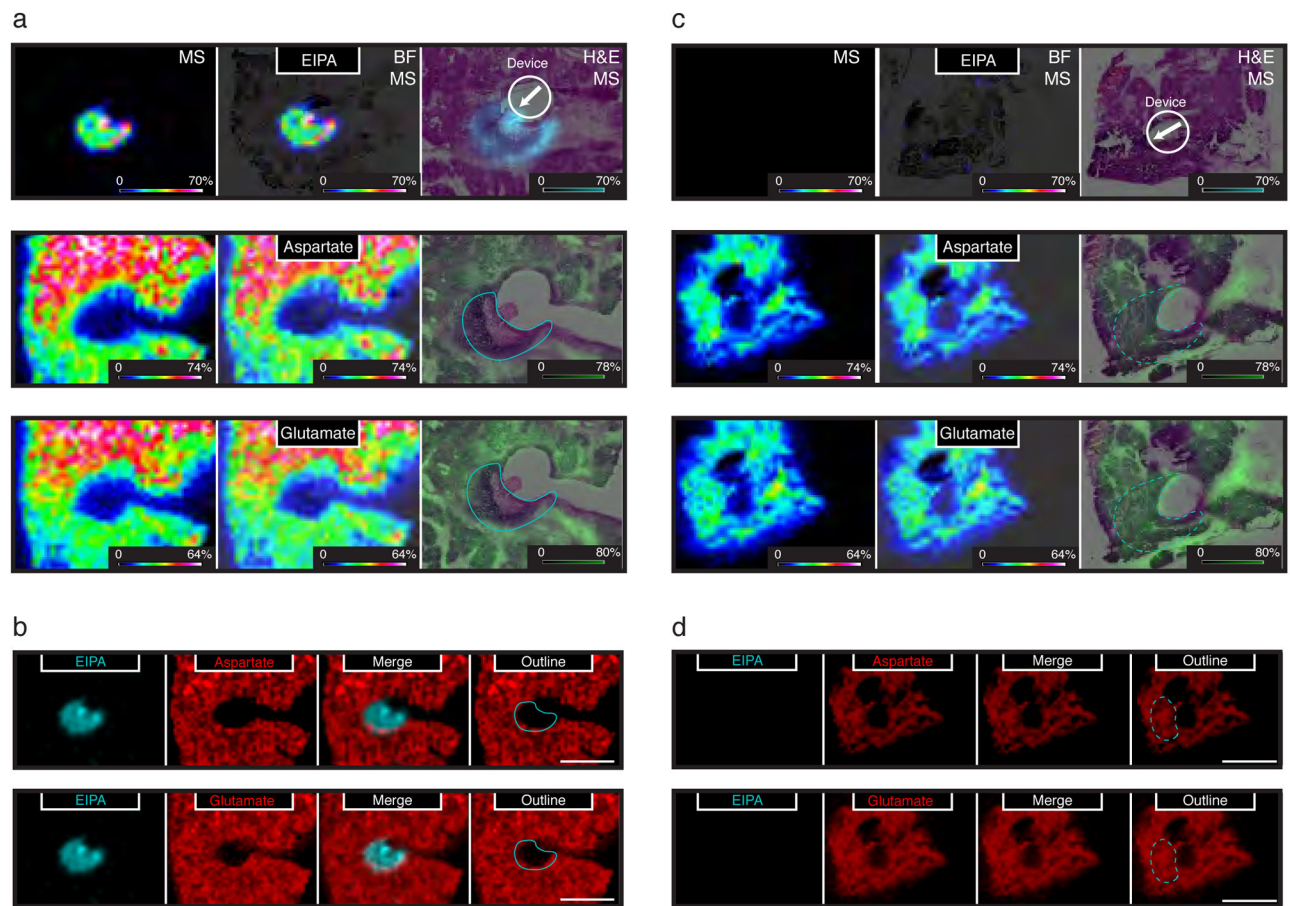 a
MS
EIPA
BF
MS
H&E
MS
Device
0 70%
0 70%
0 70%
Aspartate
0 74%
0 74%
0 78%
Glutamate
0 64%
0 64%
0 80%
b
EIPA
Aspartate
Merge
Outline
EIPA
Glutamate
Merge
Outline
c
MS
EIPA
BF
MS
H&E
MS
Device
0 70%
0 70%
0 70%
Aspartate
0 74%
0 74%
0 78%
Glutamate
0 64%
0 64%
0 80%
d
EIPA
Aspartate
Merge
Outline
EIPA
Glutamate
Merge
Outline